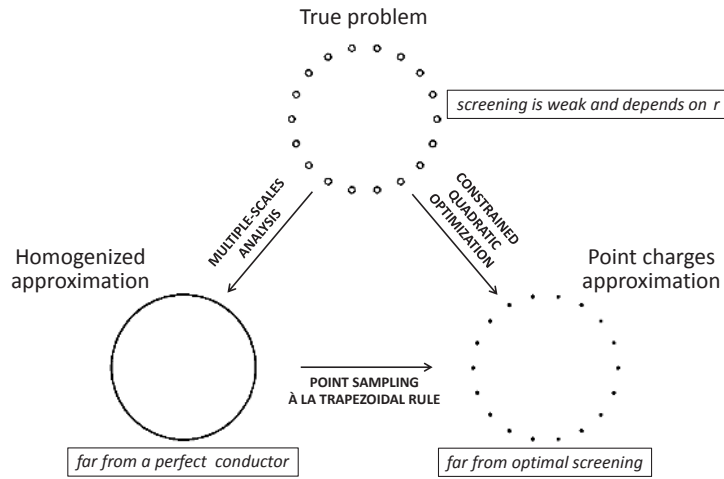 True problem
screening is weak and depends on r
MULTIPLE-SCALES
ANALYSIS
CONSTRAINED
QUADRATIC
OPTIMIZATION
Homogenized
approximation
Point charges
approximation
POINT SAMPLING
À LA TRAPEZOIDAL RULE
far from a perfect conductor
far from optimal screening